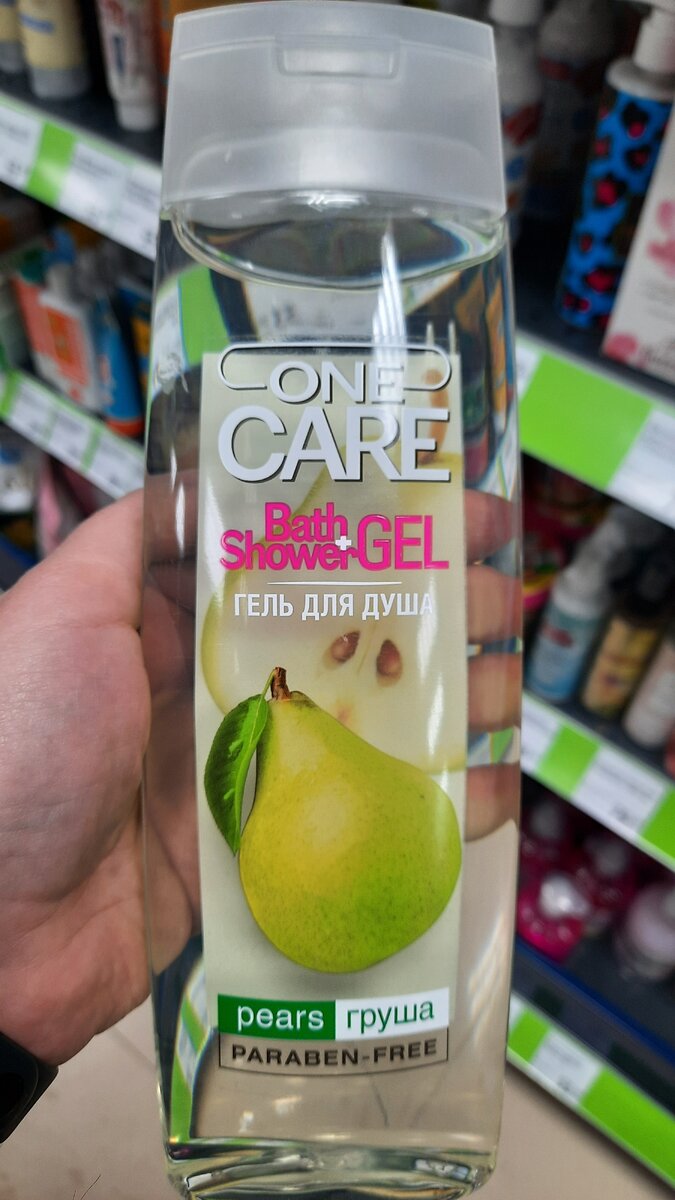 ONE
CARE
Bath
Shower+GEL
ГЕЛЬ ДЛЯ ДУША
pears груша
PARABEN-FREE